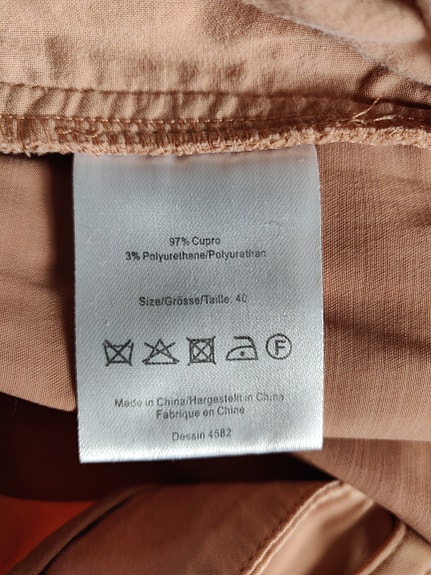 97% Cupro
3% Polyurethane/Polyurethan
Size/Grösse/Taille: 40
F
Made in China/Hergestellt in China
Fabrique en Chine
Dessin 4582